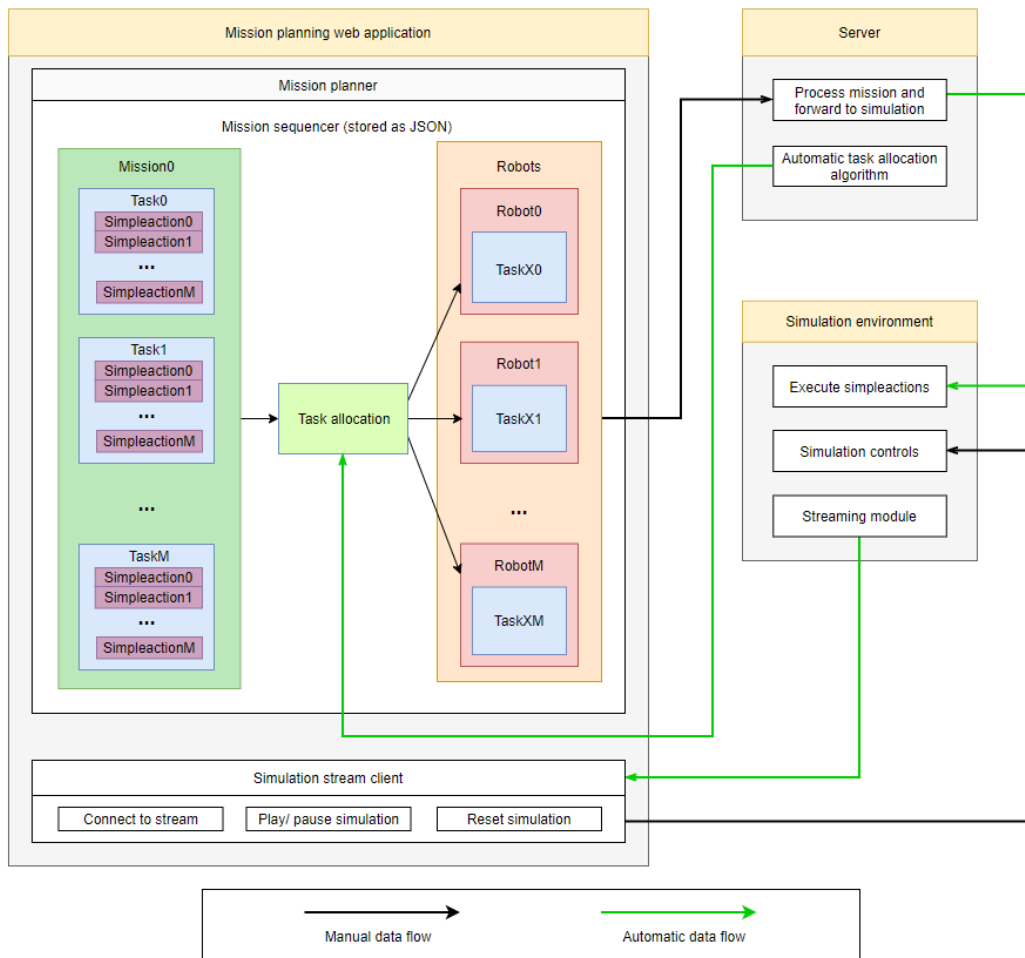 Mission planning web application
Mission planner
Mission sequencer (stored as JSON)
Mission0
Task0
Simpleaction0
Simpleaction1
...
SimpleactionM
Task1
Simpleaction0
Simpleaction1
...
SimpleactionM
...
TaskM
Simpleaction0
Simpleaction1
...
SimpleactionM
Task allocation
Robots
Robot0
TaskX0
Robot1
TaskX1
...
RobotM
TaskXM
Simulation stream client
Connect to stream
Play/ pause simulation
Reset simulation
Server
Process mission and
forward to simulation
Automatic task allocation
algorithm
Simulation environment
Execute simpleactions
Simulation controls
Streaming module
Manual data flow
Automatic data flow